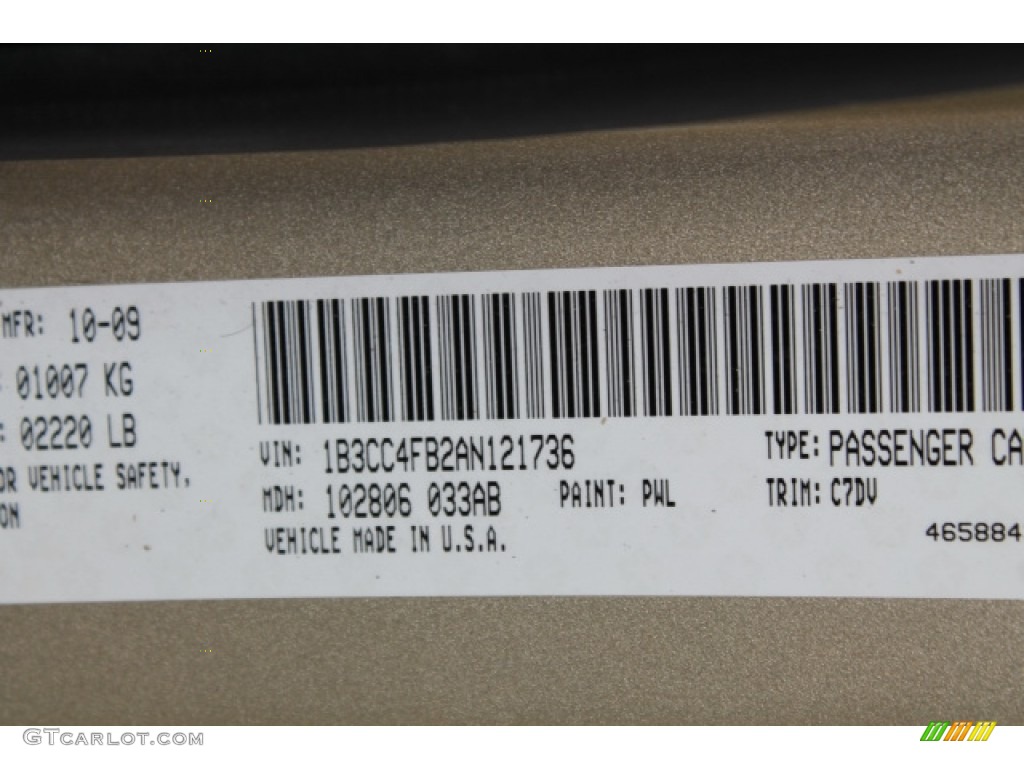 MFR: 10-09
01007 KG
02220 LB
OR VEHICLE SAFETY,
ON
VIN: 1B3CC4FB2AN121736
TYPE: PASSENGER CA
MDH: 102806 033AB PAINT: PWL TRIM: C7DV
VEHICLE MADE IN U.S.A.
465884
GTCarlot.com